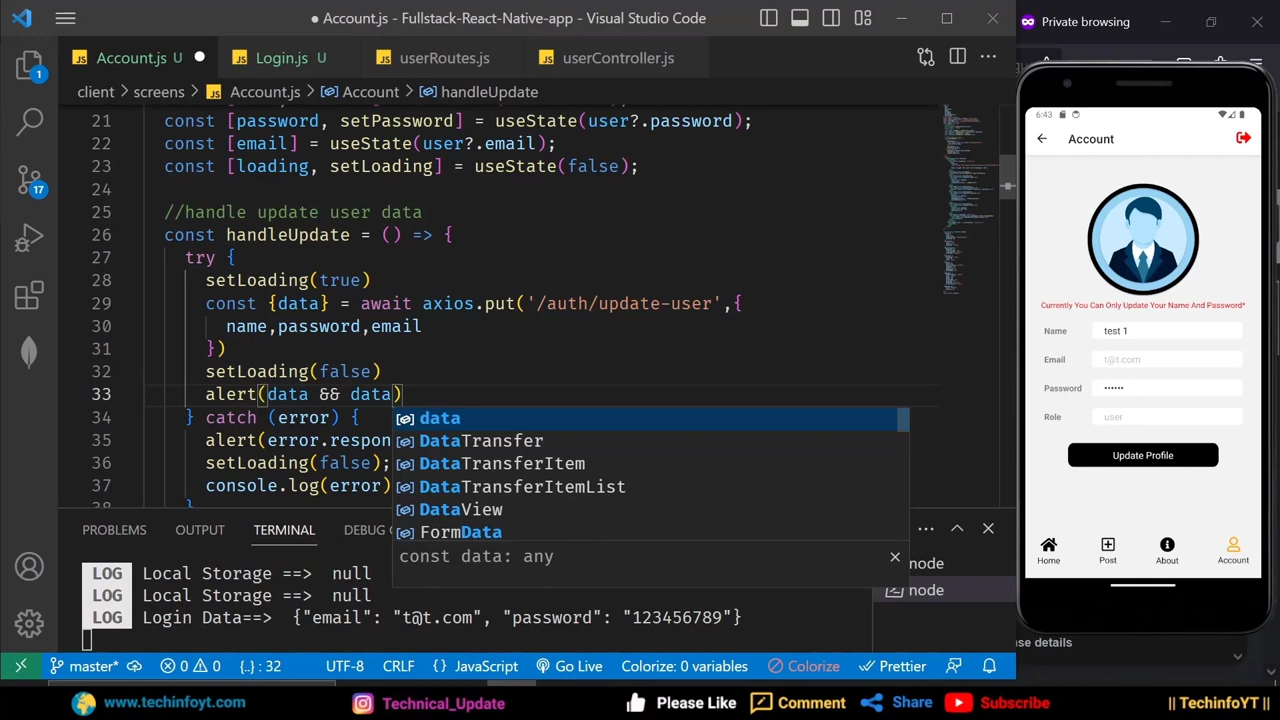 ● Account.js - Fullstack-React-Native-app - Visual Studio Code
Account.js U ●
Login.js U
userRoutes.js
userController.js
client
screens
Account.js
Account
handleUpdate
21 const [password, setPassword] = useState(user?.password);
22 const [email] = useState(user?.email);
23 const [loading, setLoading] = useState(false);
24
25 //handle update user data
26 const handleUpdate = () => {
27 try {
28 setLoading(true)
29 const {data} = await axios.put('/auth/update-user',{
30 name,password,email
31 })
32 setLoading(false)
33 alert(data && data)
34 } catch (error) {
35 alert(error.respon
36 setLoading(false);
37 console.log(error)
38 }
data
DataTransfer
DataTransferItem
DataTransferItemList
DataView
FormData
const data: any
1
17
PROBLEMS OUTPUT TERMINAL DEBUG
LOG Local Storage ==> null
LOG Local Storage ==> null
LOG Login Data==> {"email": "t@t.com", "password": "123456789"}
node
node
master* 0 0 {..} : 32 UTF-8 CRLF {} JavaScript Go Live Colorize: 0 variables Colorize Prettier
Private browsing
6:43
Account
Currently You Can Only Update Your Name And Password*
Name test 1
Email t@t.com
Password ••••••
Role user
Update Profile
Home Post About Account
se details
www.techinfoyt.com Technical_Update Please Like Comment Share Subscribe || TechinfoYT ||